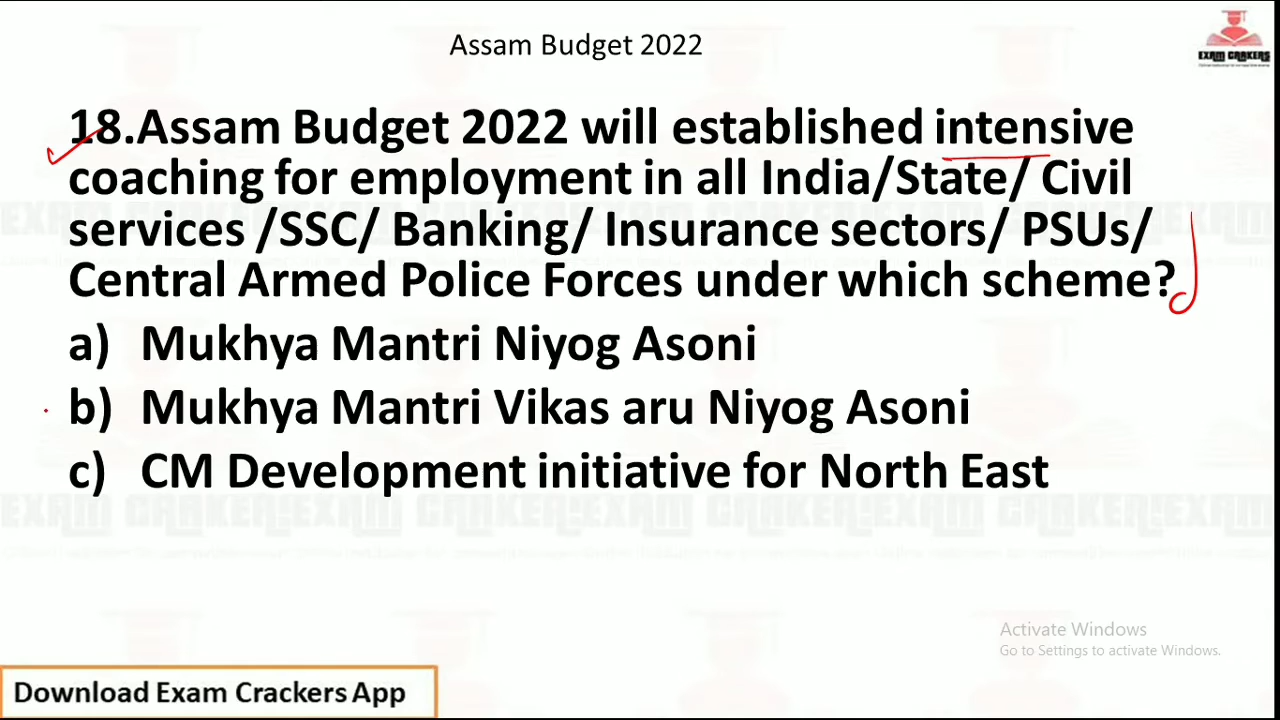 Assam Budget 2022
EXAM CRAKERS
18.Assam Budget 2022 will established intensive
coaching for employment in all India/State/ Civil
services /SSC/ Banking/ Insurance sectors/ PSUs/
Central Armed Police Forces under which scheme?
a) Mukhya Mantri Niyog Asoni
b) Mukhya Mantri Vikas aru Niyog Asoni
c) CM Development initiative for North East
Activate Windows
Go to Settings to activate Windows.
Download Exam Crackers App